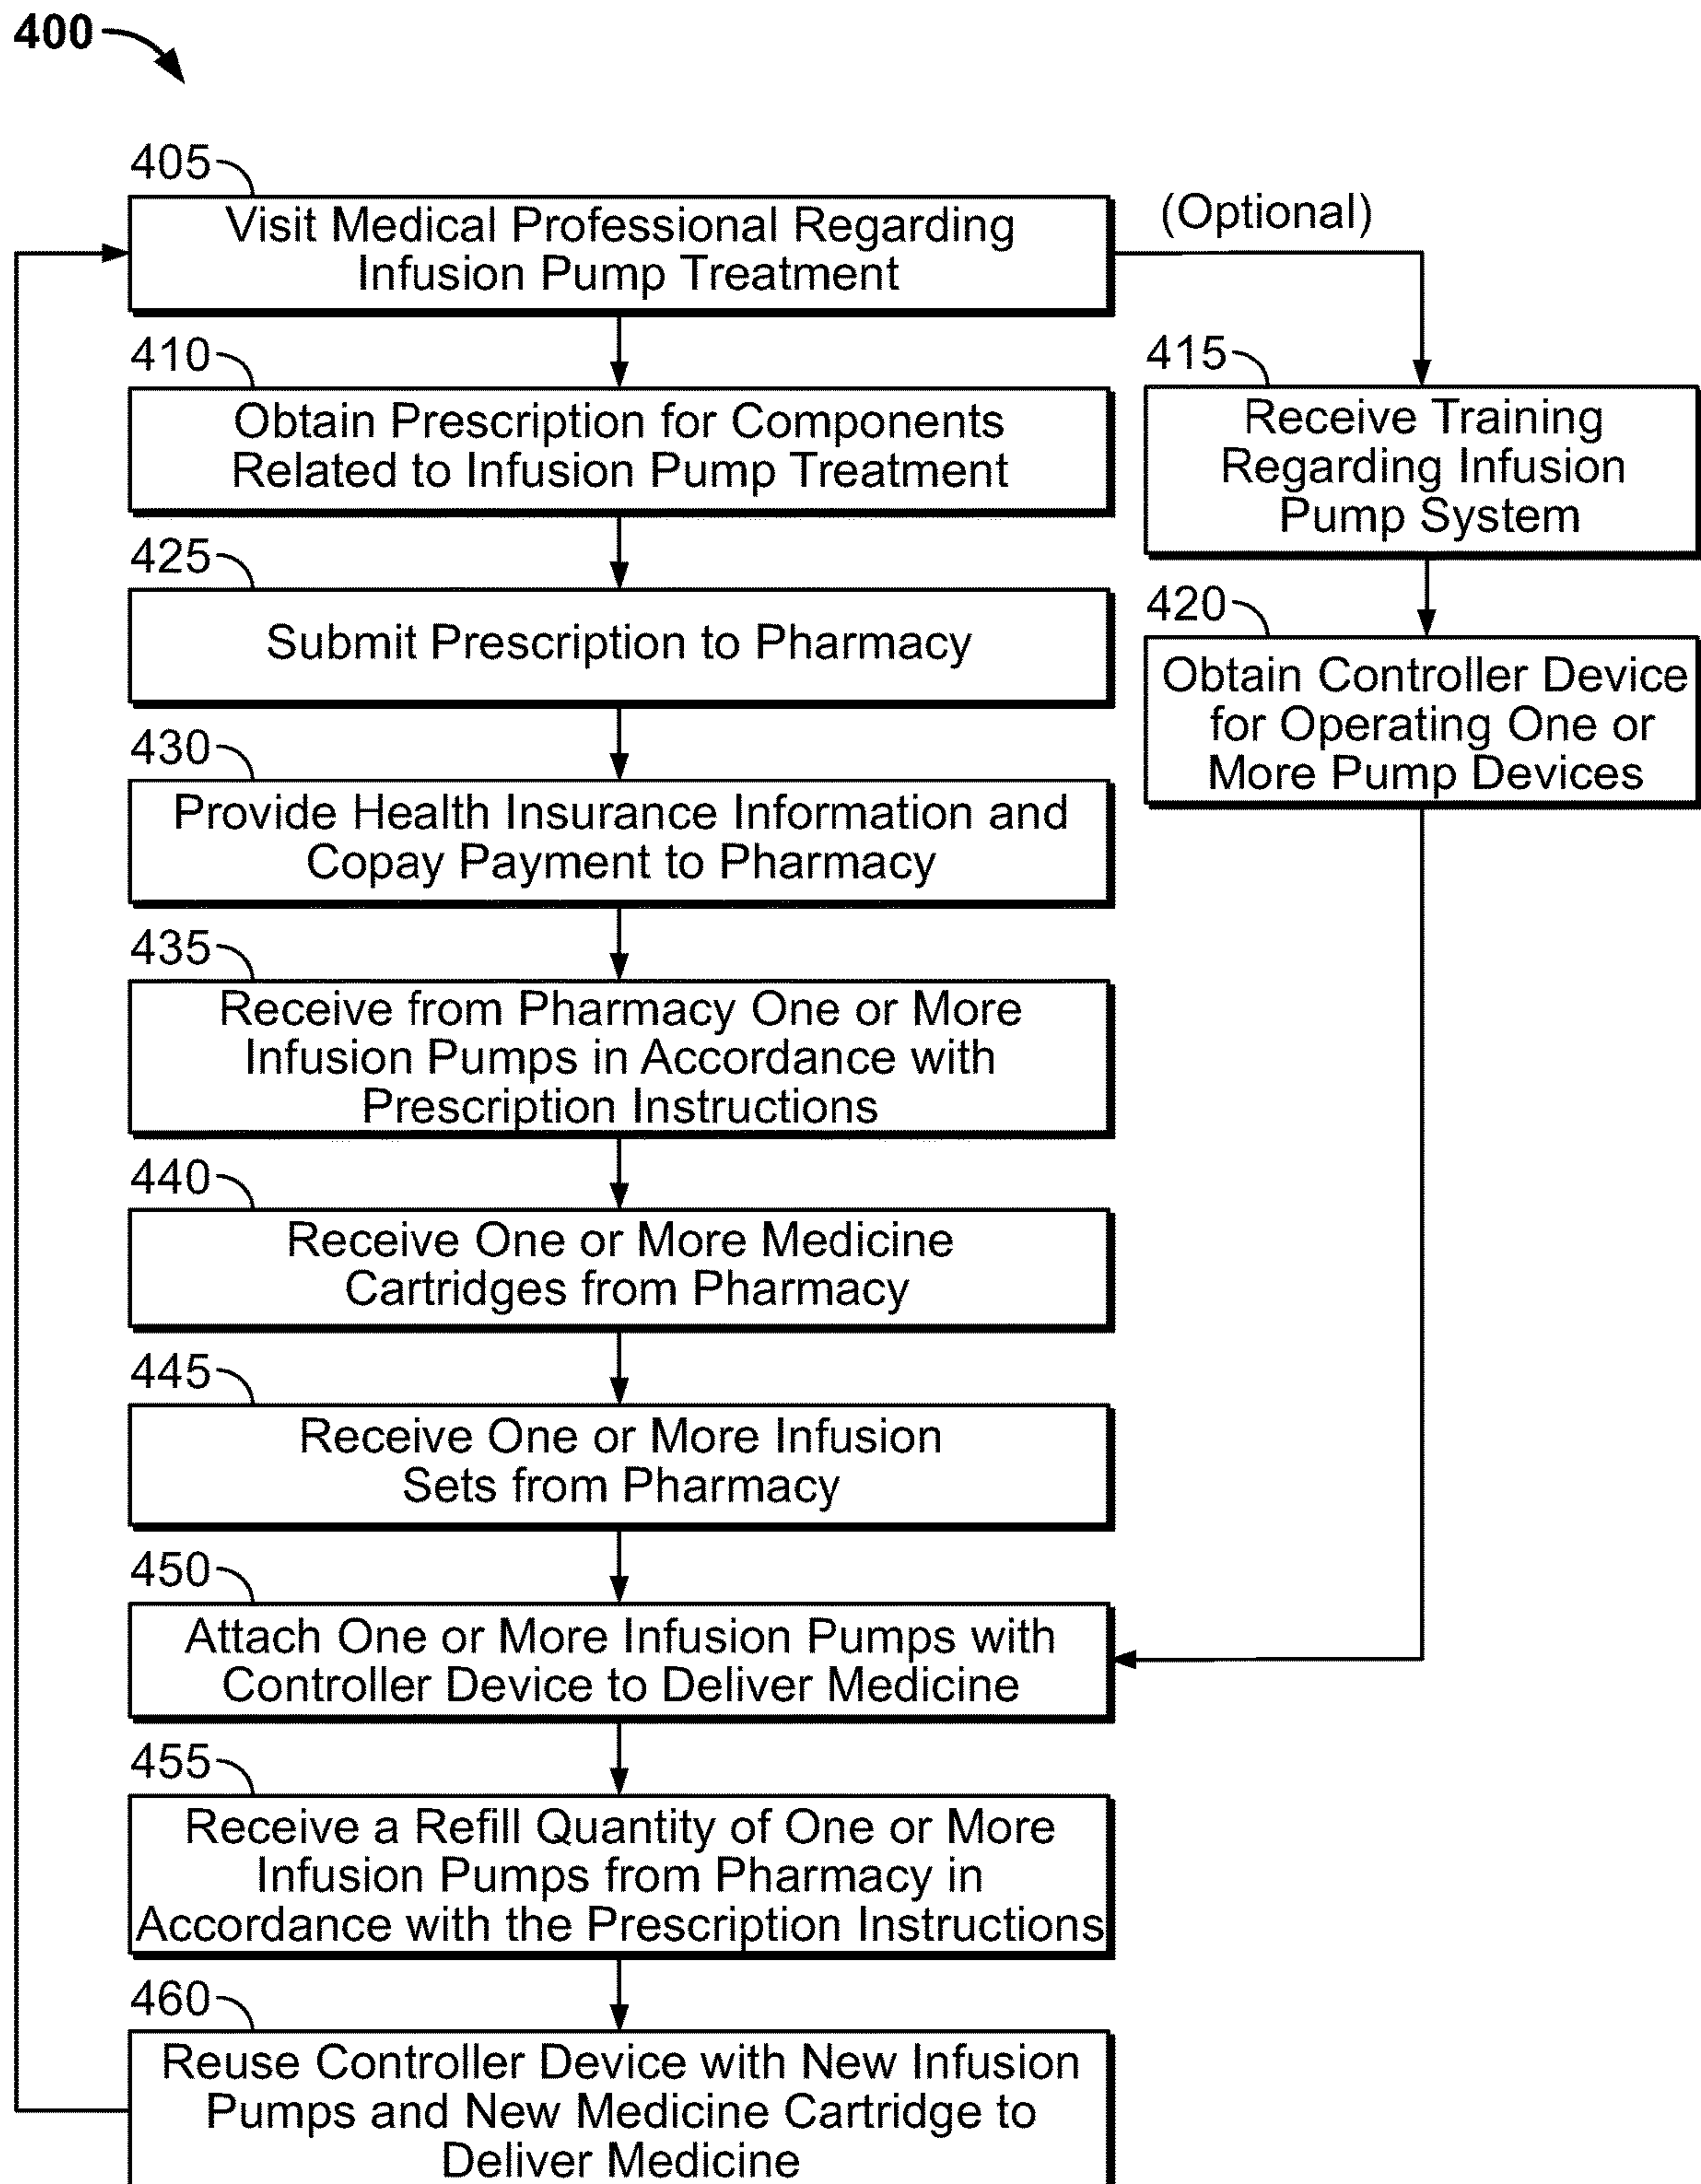 400
405
Visit Medical Professional Regarding
Infusion Pump Treatment
(Optional)
410
Obtain Prescription for Components
Related to Infusion Pump Treatment
415
Receive Training
Regarding Infusion
Pump System
425
Submit Prescription to Pharmacy
420
Obtain Controller Device
for Operating One or
More Pump Devices
430
Provide Health Insurance Information and
Copay Payment to Pharmacy
435
Receive from Pharmacy One or More
Infusion Pumps in Accordance with
Prescription Instructions
440
Receive One or More Medicine
Cartridges from Pharmacy
445
Receive One or More Infusion
Sets from Pharmacy
450
Attach One or More Infusion Pumps with
Controller Device to Deliver Medicine
455
Receive a Refill Quantity of One or More
Infusion Pumps from Pharmacy in
Accordance with the Prescription Instructions
460
Reuse Controller Device with New Infusion
Pumps and New Medicine Cartridge to
Deliver Medicine